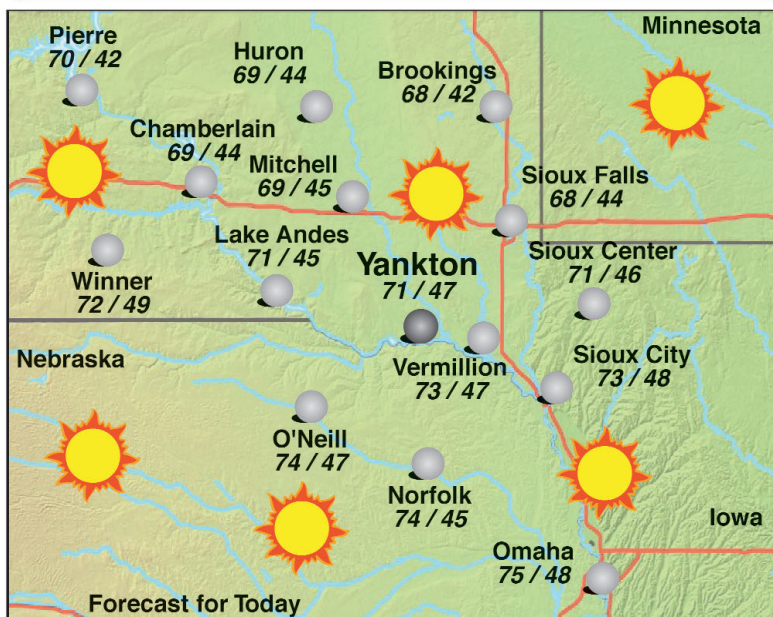 Minnesota
Pierre
70 / 42
Huron
69 / 44
Brookings
68 / 42
Chamberlain
69 / 44
Mitchell
69 / 45
Sioux Falls
68 / 44
Lake Andes
71 / 45
Yankton
71 / 47
Sioux Center
71 / 46
Winner
72 / 49
Nebraska
Vermillion
73 / 47
Sioux City
73 / 48
O'Neill
74 / 47
Norfolk
74 / 45
Iowa
Omaha
75 / 48
Forecast for Today